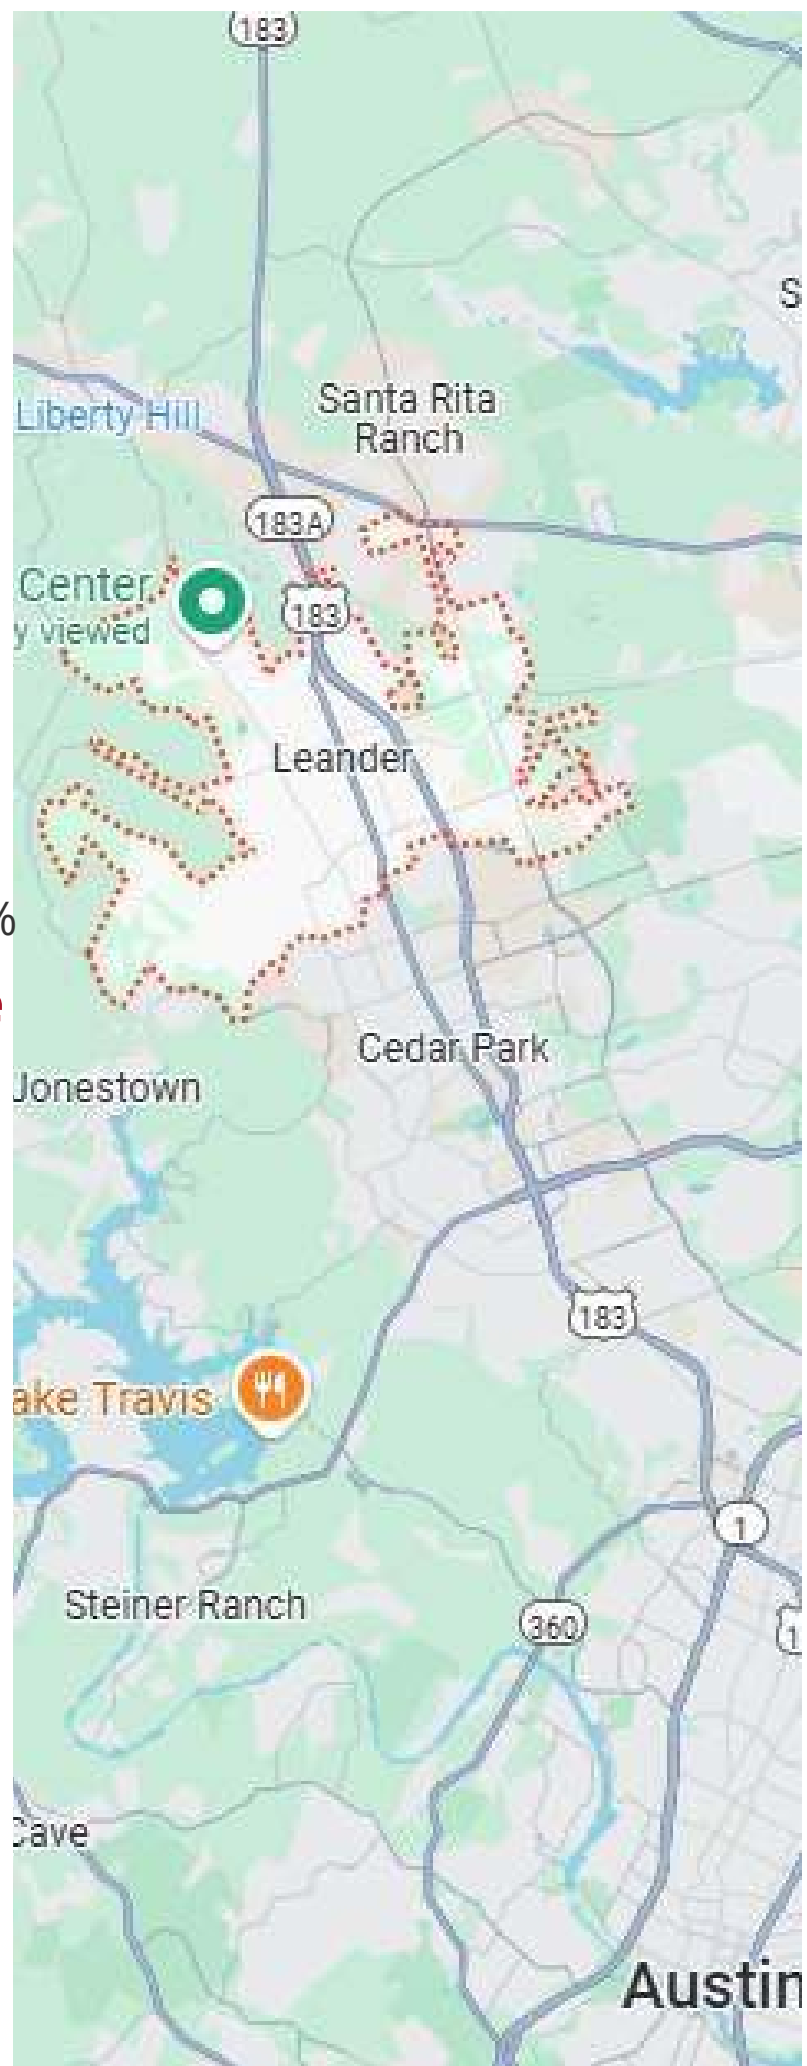 183
S
Liberty Hill
Santa Rita
Ranch
183A
Center
y viewed
183
Leander
%
e
Cedar Park
Jonestown
183
ake Travis
1
Steiner Ranch
360
1
Cave
Austin